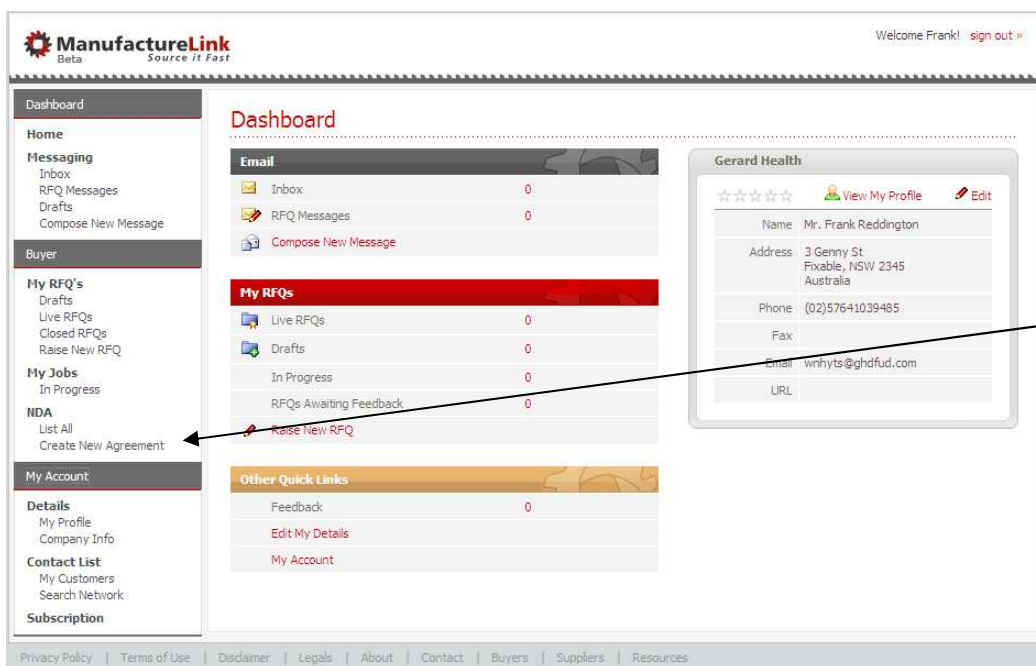 ManufactureLink
Beta Source it Fast
Welcome Frank! sign out »
Dashboard
Home
Messaging
Inbox
RFQ Messages
Drafts
Compose New Message
Buyer
My RFQ's
Drafts
Live RFQs
Closed RFQs
Raise New RFQ
My Jobs
In Progress
NDA
List All
Create New Agreement
My Account
Details
My Profile
Company Info
Contact List
My Customers
Search Network
Subscription
Dashboard
Email
Inbox 0
RFQ Messages 0
Compose New Message
My RFQs
Live RFQs 0
Drafts 0
In Progress 0
RFQs Awaiting Feedback 0
Raise New RFQ
Other Quick Links
Feedback 0
Edit My Details
My Account
Gerard Health
View My Profile Edit
Name Mr. Frank Reddington
Address 3 Genny St
Fixable, NSW 2345
Australia
Phone (02)57641039485
Fax
Email wnhyts@ghdfud.com
URL
Privacy Policy | Terms of Use | Disclaimer | Legals | About | Contact | Buyers | Suppliers | Resources